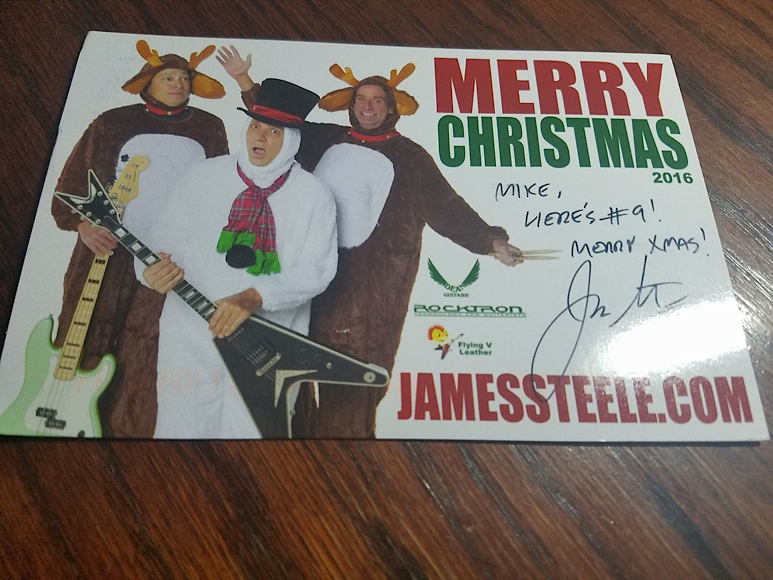 MERRY
CHRISTMAS
2016
MIKE,
HERE'S #9!
MERRY XMAS!
DEAN
GUITARS
ROCKTRON
Flying V
Leather
JAMESSTEELE.COM